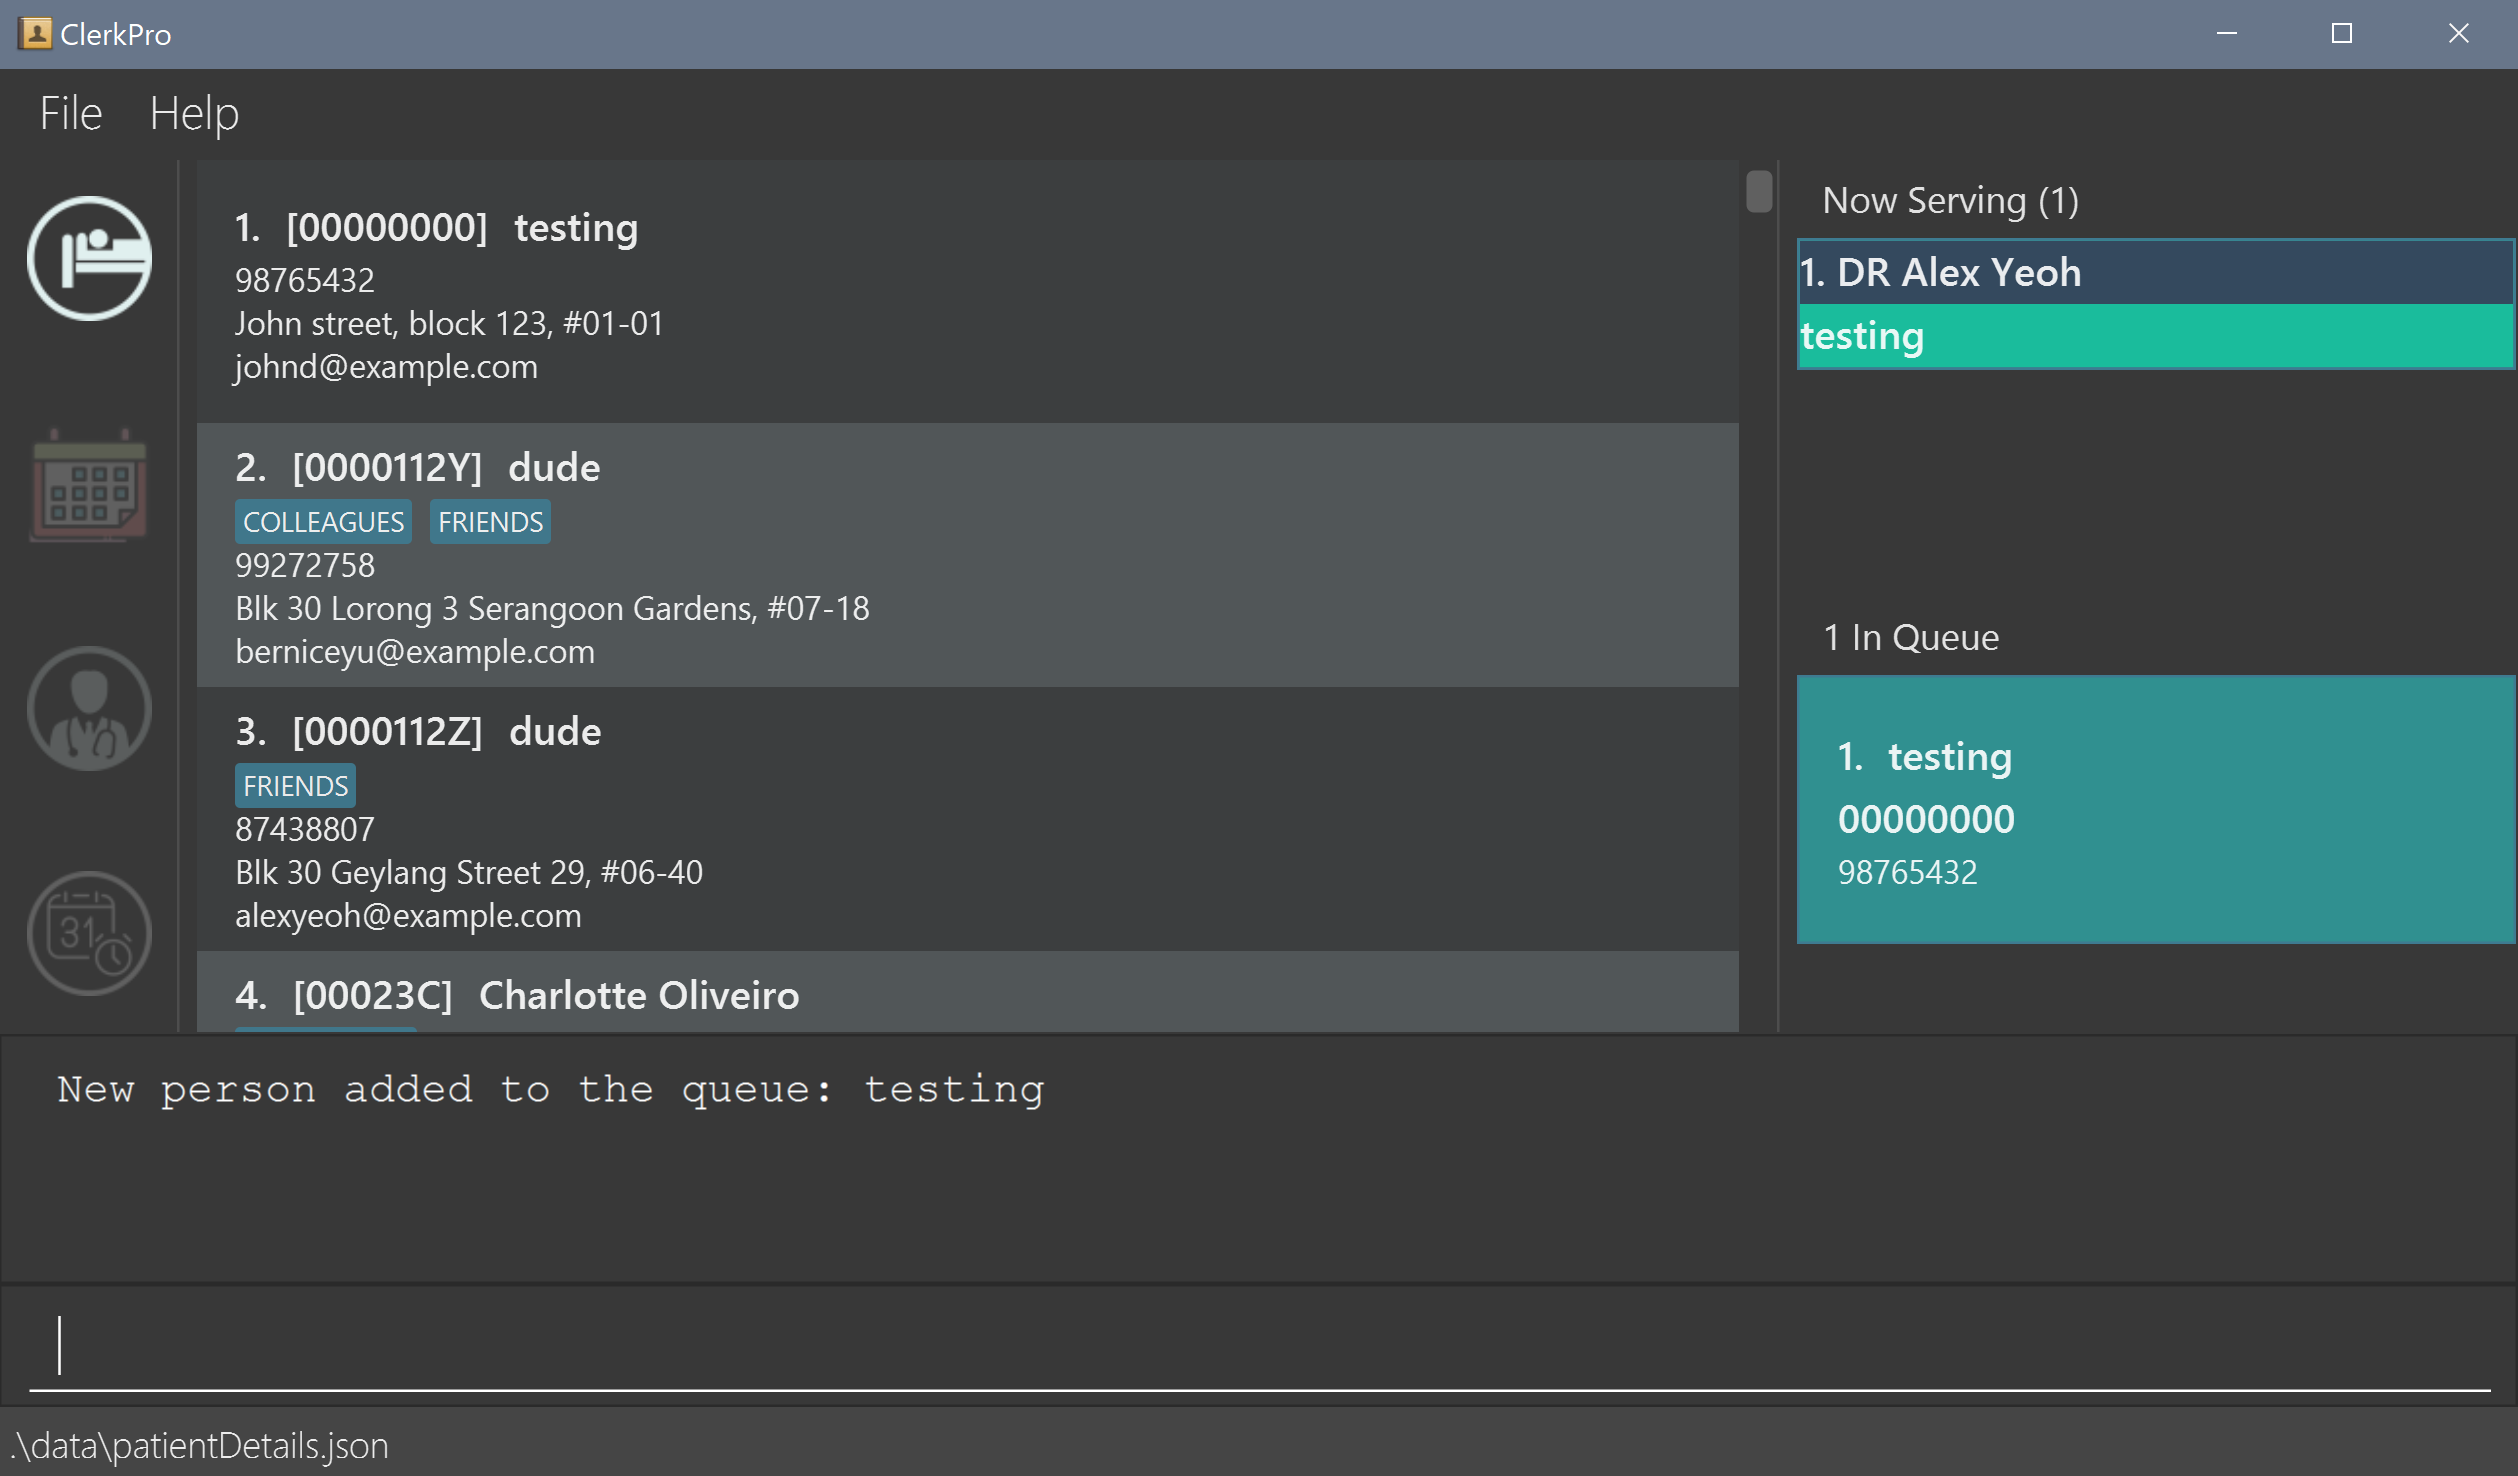 ClerkPro
File Help
1. [00000000] testing
98765432
John street, block 123, #01-01
johnd@example.com
2. [0000112Y] dude
COLLEAGUES FRIENDS
99272758
Blk 30 Lorong 3 Serangoon Gardens, #07-18
berniceyu@example.com
3. [0000112Z] dude
FRIENDS
87438807
Blk 30 Geylang Street 29, #06-40
alexyeoh@example.com
4. [00023C] Charlotte Oliveiro
31
Now Serving (1)
1. DR Alex Yeoh
testing
1 In Queue
1. testing
00000000
98765432
New person added to the queue: testing
.\data\patientDetails.json